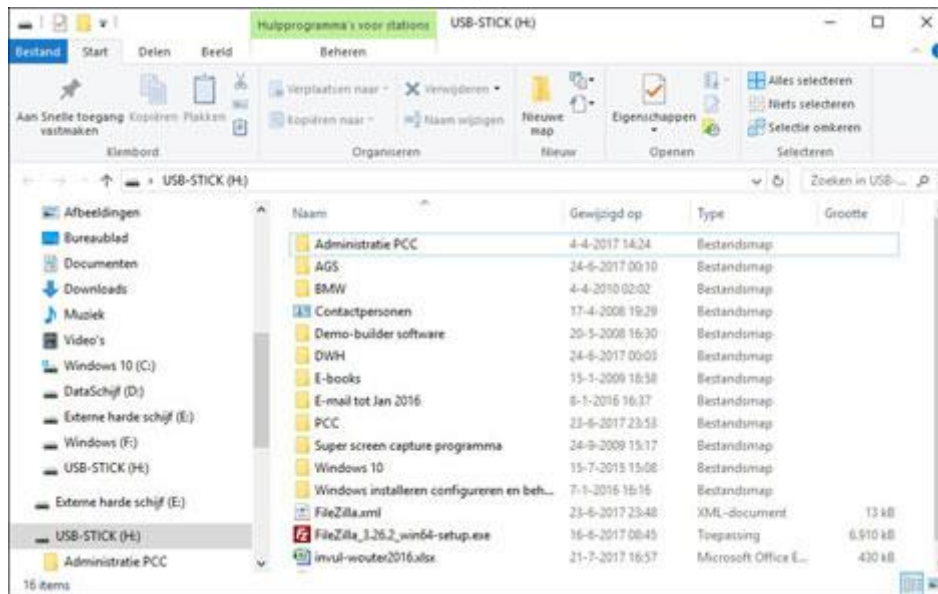 Hulpprogramma's voor stations USB-STICK (H:)
Bestand Start Delen Beeld Beheren
Aan Snelle toegang vastmaken
Kopiëren Plakken
Klembord
Verplaatsen naar
Kopiëren naar
Verwijderen
Naam wijzigen
Organiseren
Nieuwe map
Nieuw
Eigenschappen
Openen
Alles selecteren
Niets selecteren
Selectie omkeren
Selecteren
USB-STICK (H:)
Zoeken in USB-...
Afbeeldingen
Bureaublad
Documenten
Downloads
Muziek
Video's
Windows 10 (C:)
DataSchijf (D:)
Externe harde schijf (E:)
Windows (F:)
USB-STICK (H:)
Externe harde schijf (E:)
USB-STICK (H:)
Administratie PCC
Naam Gewijzigd op Type Grootte
Administratie PCC 4-4-2017 14:24 Bestandsmap
AGS 24-6-2017 00:10 Bestandsmap
BMW 4-4-2010 02:02 Bestandsmap
Contactpersonen 17-4-2008 19:29 Bestandsmap
Demo-builder software 20-5-2008 16:30 Bestandsmap
DWH 24-6-2017 00:03 Bestandsmap
E-books 15-1-2009 18:58 Bestandsmap
E-mail tot Jan 2016 8-1-2016 16:37 Bestandsmap
PCC 23-6-2017 23:53 Bestandsmap
Super screen capture programma 24-9-2009 15:17 Bestandsmap
Windows 10 15-7-2015 15:08 Bestandsmap
Windows installeren configureren en beh... 7-1-2016 16:16 Bestandsmap
FileZilla.xml 23-6-2017 23:48 XML-document 13 kB
FileZilla_3.26.2_win64-setup.exe 16-6-2017 08:45 Toepassing 6.910 kB
invul-wouter2016.xlsx 21-7-2017 16:57 Microsoft Office E... 430 kB
16 items